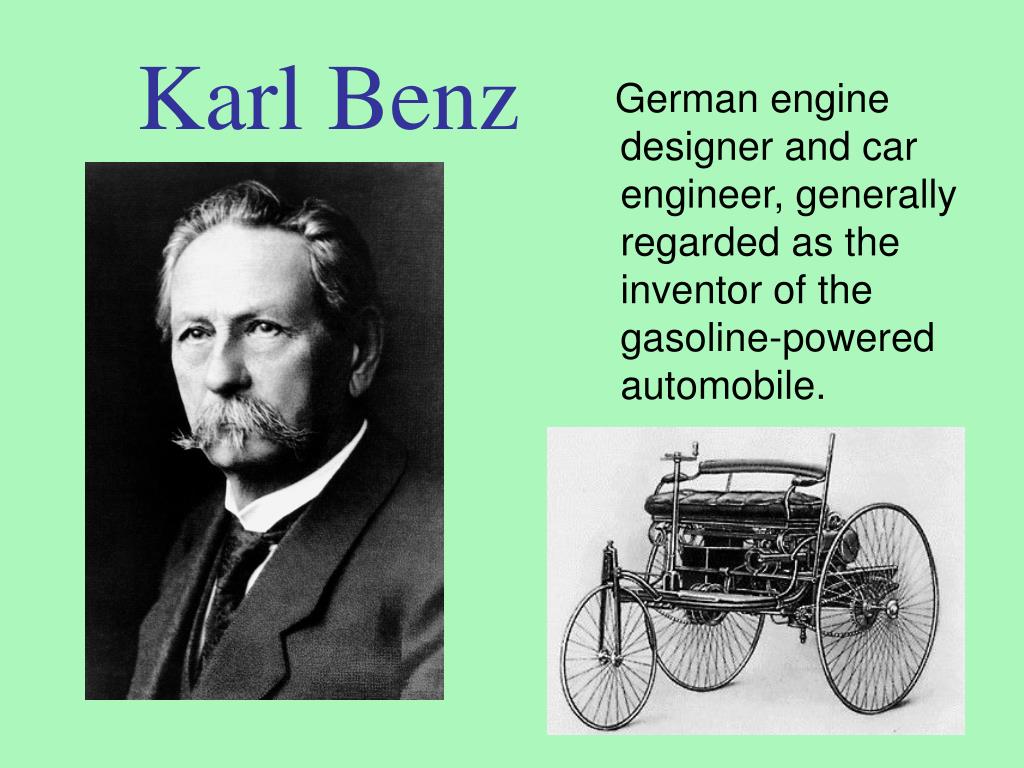 Karl Benz
German engine
designer and car
engineer, generally
regarded as the
inventor of the
gasoline-powered
automobile.